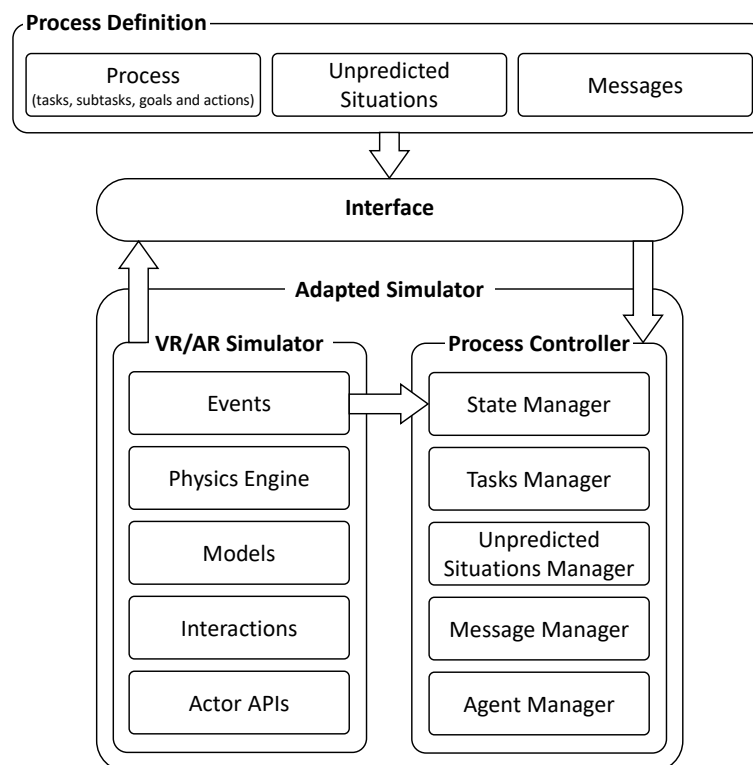 Process Definition
Process
(tasks, subtasks, goals and actions)
Unpredicted
Situations
Messages
Interface
Adapted Simulator
VR/AR Simulator
Events
Physics Engine
Models
Interactions
Actor APIs
Process Controller
State Manager
Tasks Manager
Unpredicted
Situations Manager
Message Manager
Agent Manager